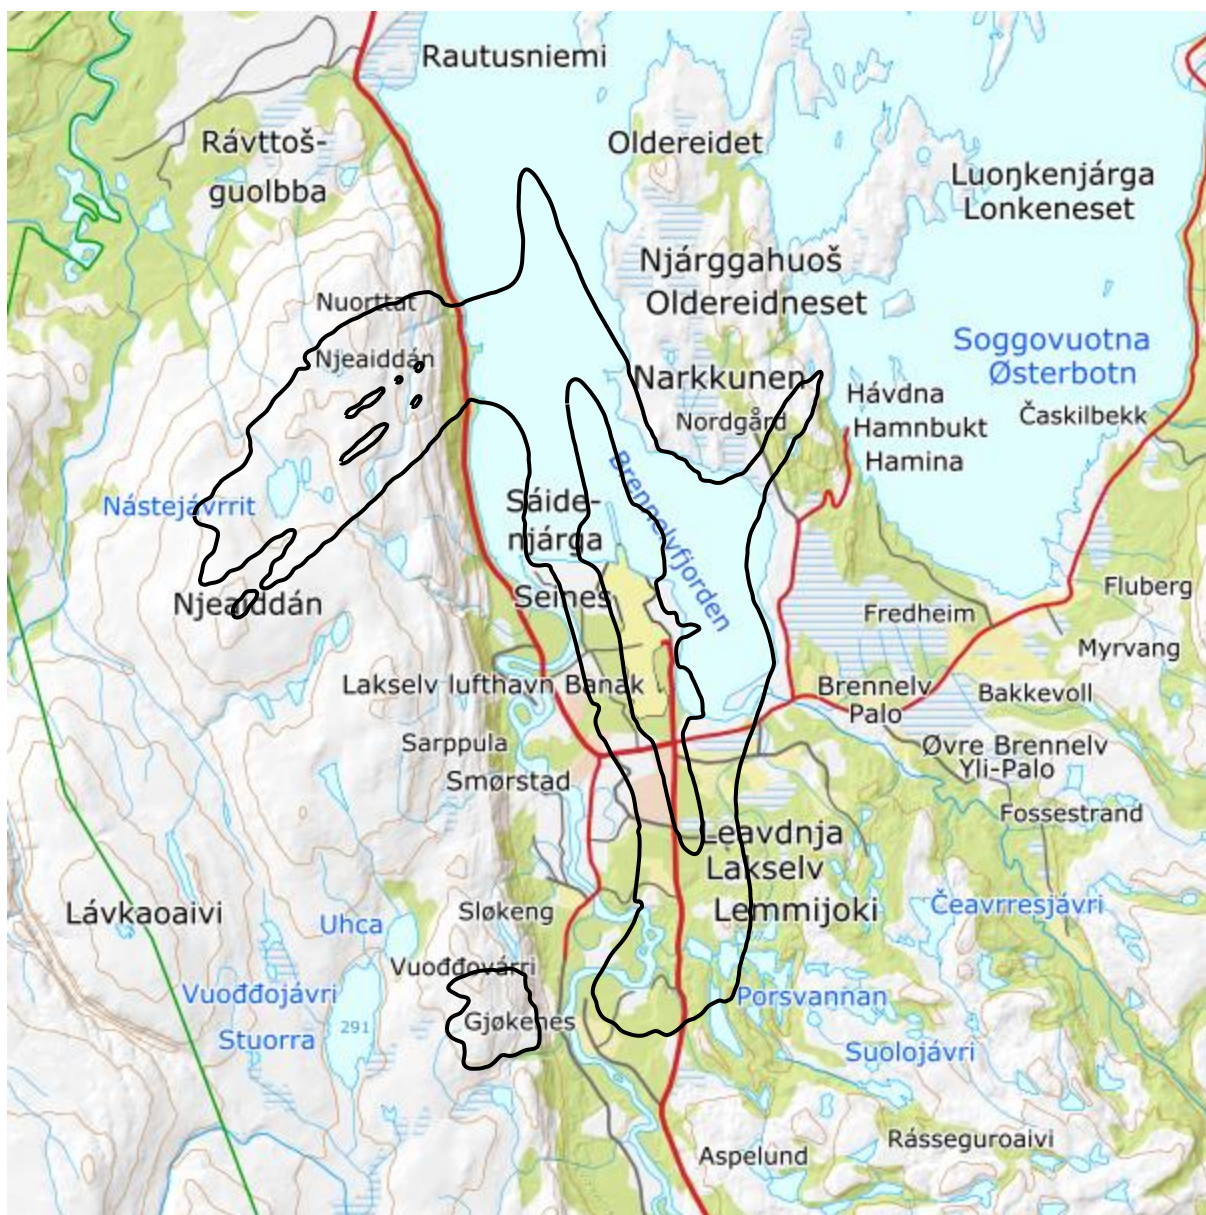 Rautusniemi
Rávttoš-
guolbba
Oldereidet
Luoŋkenjárga
Lonkeneset
Njárggahuoš
Oldereidneset
Nuorttat
Njeaiddán
Soggovuotna
Østerbotn
Narkkunen
Nordgård
Hávdna
Hamnbukt
Hamina
Časkilbekk
Nástejávrrit
Sáide-
njárga
Brennelvfjorden
Njeaiddán
Seines
Fredheim
Fluberg
Myrvang
Lakselv lufthavn Banak
Brennelv
Palo
Bakkevoll
Sarppula
Smørstad
Øvre Brennelv
Yli-Palo
Fossestrand
Leavdnja
Lakselv
Lemmijoki
Lávkaoaivi
Uhca
Sløkeng
Čeavrresjávri
Vuođđovárri
Vuođđojávri
Stuorra
291
Gjøkenes
Porsvannan
Suolojávri
Rásseguroaivi
Aspelund